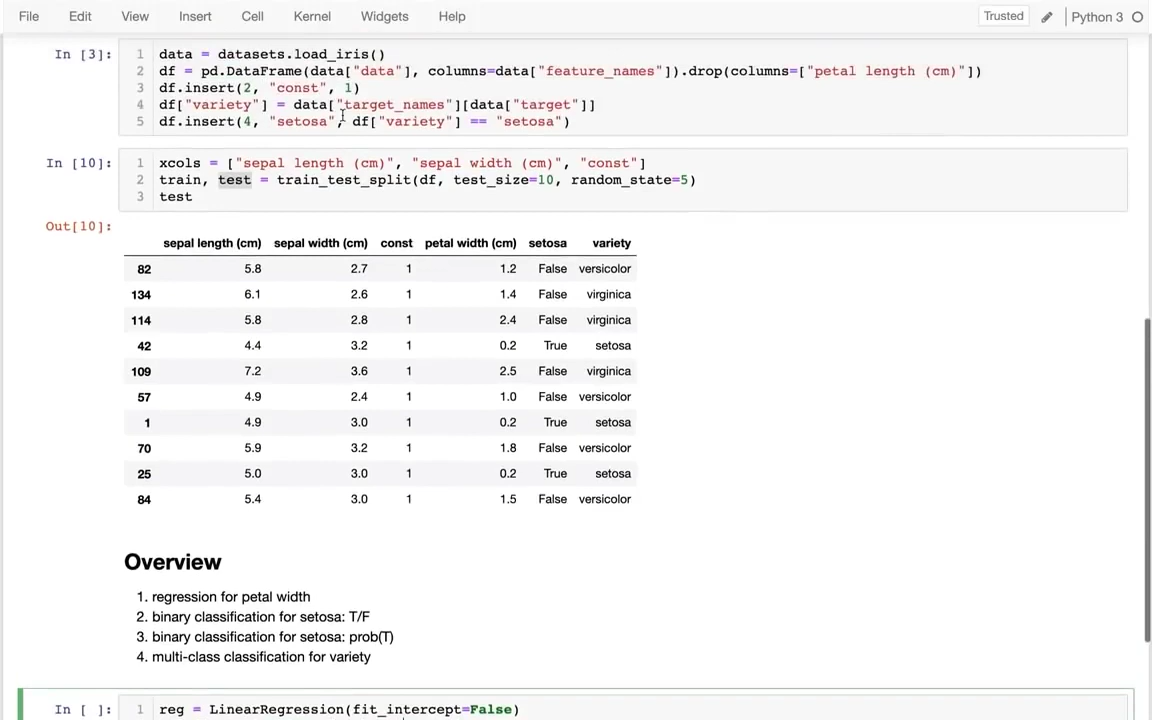 File Edit View Insert Cell Kernel Widgets Help Trusted Python 3
In [3]:
1 data = datasets.load_iris()
2 df = pd.DataFrame(data["data"], columns=data["feature_names"]).drop(columns=["petal length (cm)"])
3 df.insert(2, "const", 1)
4 df["variety"] = data["target_names"][data["target"]]
5 df.insert(4, "setosa", df["variety"] == "setosa")
In [10]:
1 xcols = ["sepal length (cm)", "sepal width (cm)", "const"]
2 train, test = train_test_split(df, test_size=10, random_state=5)
3 test
Out[10]:
sepal length (cm) sepal width (cm) const petal width (cm) setosa variety
82 5.8 2.7 1 1.2 False versicolor
134 6.1 2.6 1 1.4 False virginica
114 5.8 2.8 1 2.4 False virginica
42 4.4 3.2 1 0.2 True setosa
109 7.2 3.6 1 2.5 False virginica
57 4.9 2.4 1 1.0 False versicolor
1 4.9 3.0 1 0.2 True setosa
70 5.9 3.2 1 1.8 False versicolor
25 5.0 3.0 1 0.2 True setosa
84 5.4 3.0 1 1.5 False versicolor
Overview
1. regression for petal width
2. binary classification for setosa: T/F
3. binary classification for setosa: prob(T)
4. multi-class classification for variety
In [ ]:
1 reg = LinearRegression(fit_intercept=False)